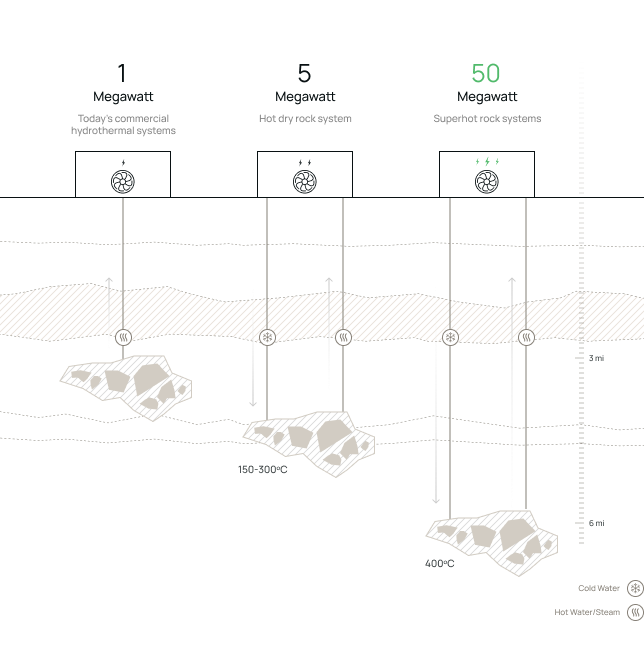 1
Megawatt
Today's commercial
hydrothermal systems
5
Megawatt
Hot dry rock system
50
Megawatt
Superhot rock systems
3 mi
150-300ºC
6 mi
400ºC
Cold Water
Hot Water/Steam